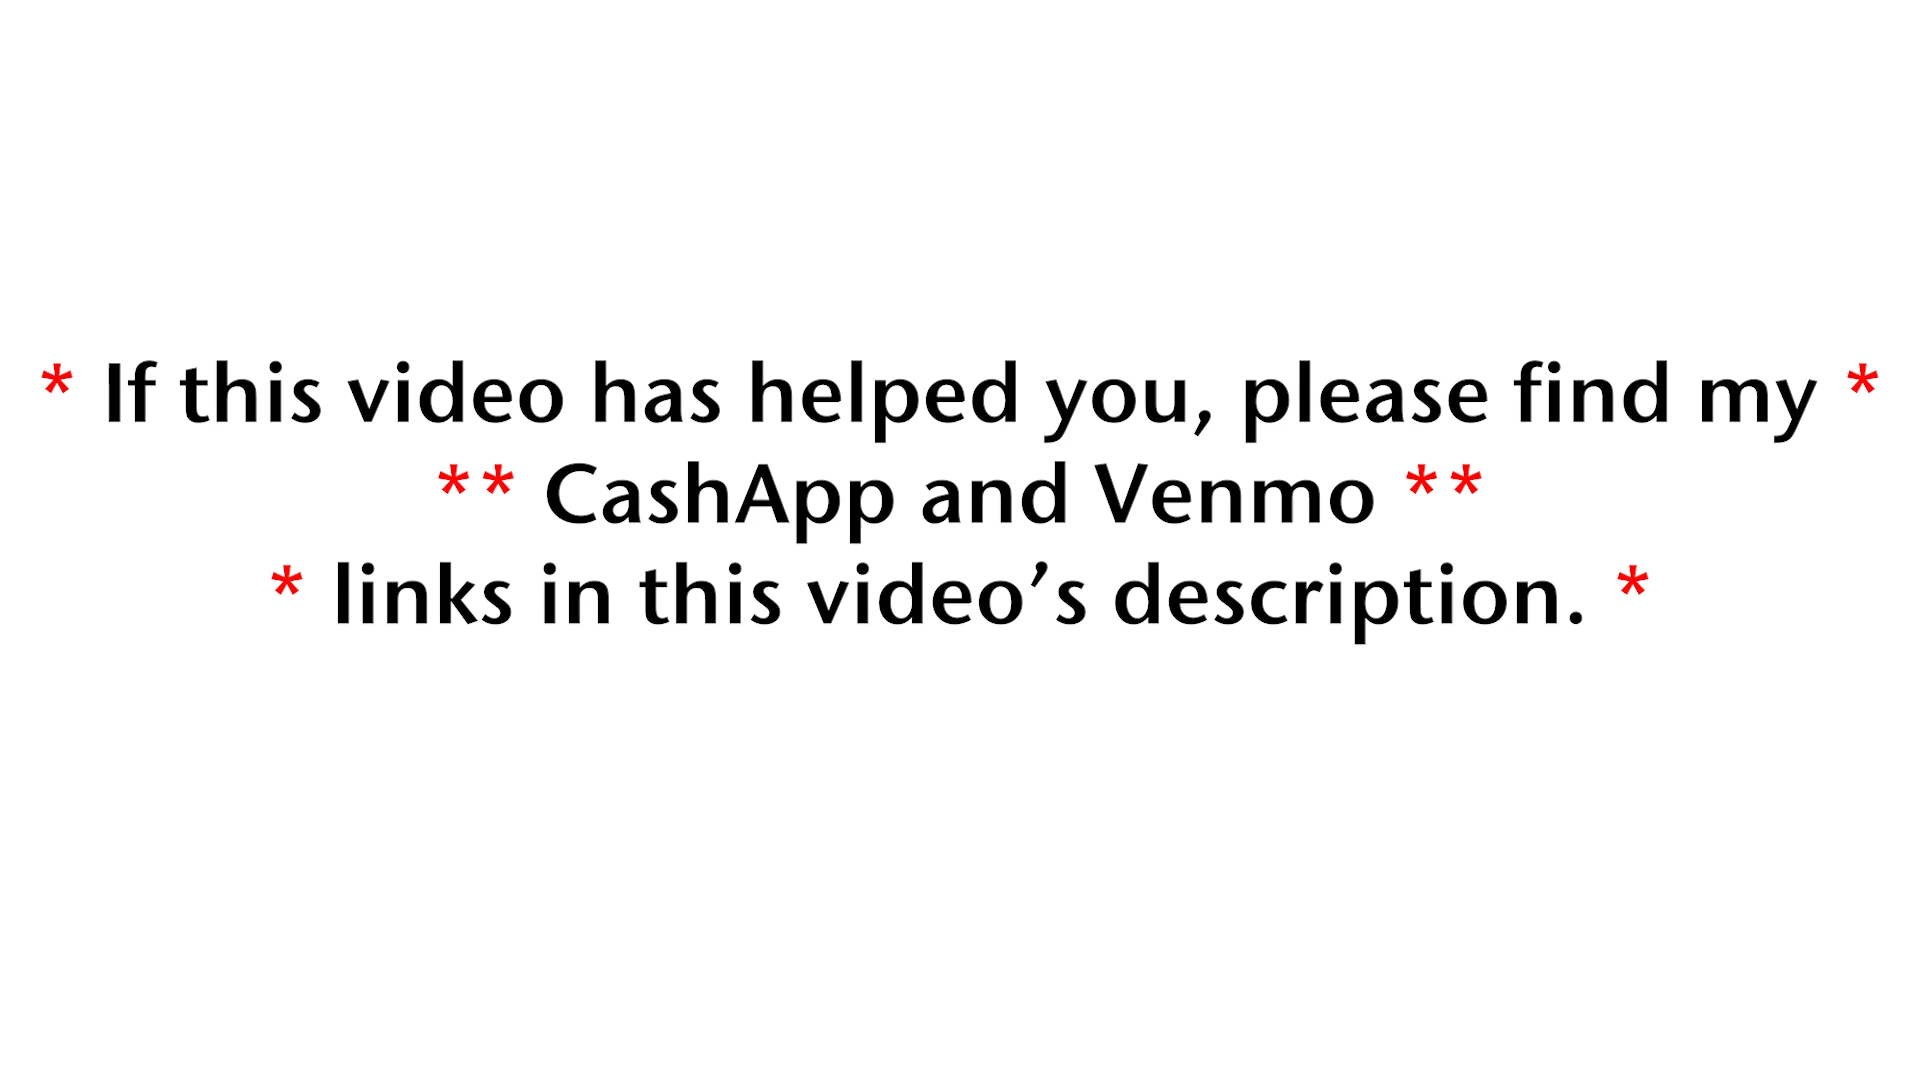 * If this video has helped you, please find my *
** CashApp and Venmo **
* links in this video’s description. *